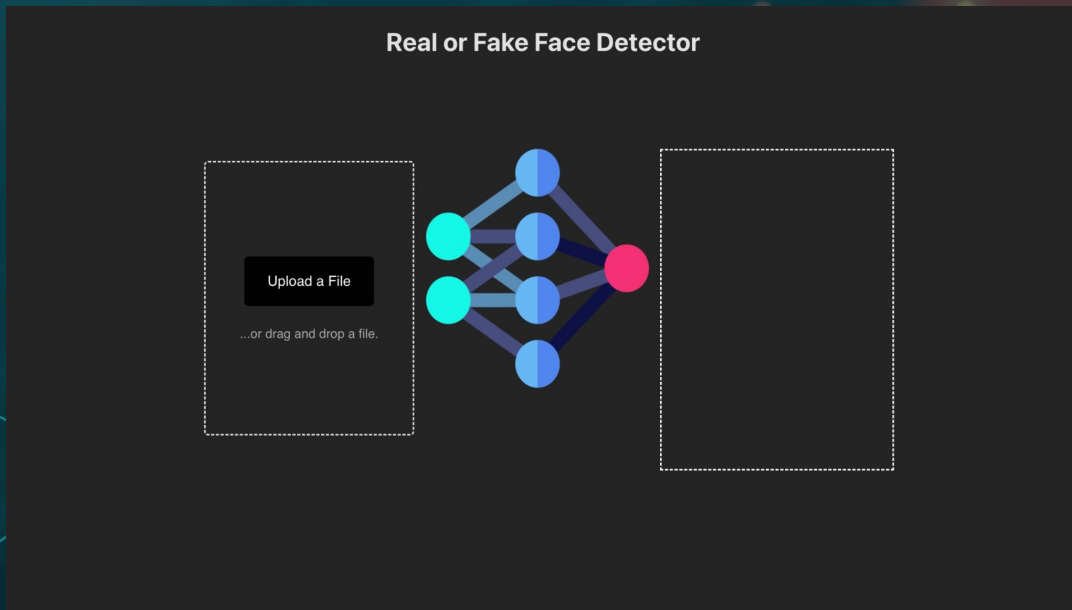 Real or Fake Face Detector
Upload a File
...or drag and drop a file.